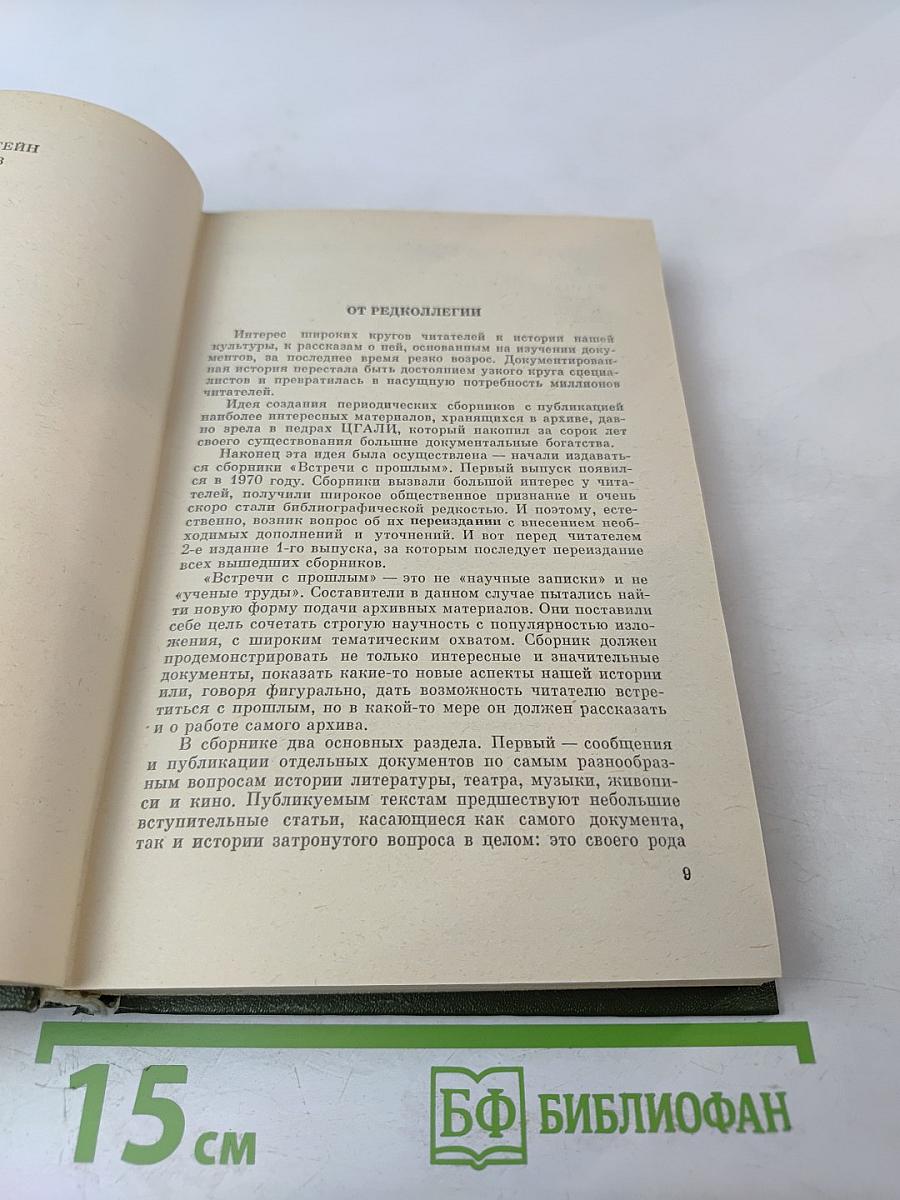 ОТ РЕДКОЛЛЕГИИ
Интерес широких кругов читателей к истории нашей
культуры, к рассказам о ней, основанным на изучении доку-
ментов, за последнее время резко возрос. Документирован-
ная история перестала быть достоянием узкого круга специа-
листов и превратилась в насущную потребность миллионов
читателей.
Идея создания периодических сборников с публикацией
наиболее интересных материалов, хранящихся в архиве, дав-
но зрела в недрах ЦГАЛИ, который накопил за сорок лет
своего существования большие документальные богатства.
Наконец эта идея была осуществлена — начали издавать-
ся сборники «Встречи с прошлым». Первый выпуск появил-
ся в 1970 году. Сборники вызвали большой интерес у чита-
телей, получили широкое общественное признание и очень
скоро стали библиографической редкостью. И поэтому, есте-
ственно, возник вопрос об их переиздании с внесением необ-
ходимых дополнений и уточнений. И вот перед читателем
2-е издание 1-го выпуска, за которым последует переиздание
всех вышедших сборников.
«Встречи с прошлым» — это не «научные записки» и не
«ученые труды». Составители в данном случае пытались най-
ти новую форму подачи архивных материалов. Они поставили
себе цель сочетать строгую научность с популярностью изло-
жения, с широким тематическим охватом. Сборник должен
продемонстрировать не только интересные и значительные
документы, показать какие-то новые аспекты нашей истории
или, говоря фигурально, дать возможность читателю встре-
титься с прошлым, но в какой-то мере он должен рассказать
и о работе самого архива.
В сборнике два основных раздела. Первый — сообщения
и публикации отдельных документов по самым разнообраз-
ным вопросам истории литературы, театра, музыки, живопи-
си и кино. Публикуемым текстам предшествуют небольшие
вступительные статьи, касающиеся как самого документа,
так и истории затронутого вопроса в целом: это своего рода
9
15 см
БФ БИБЛИОФАН